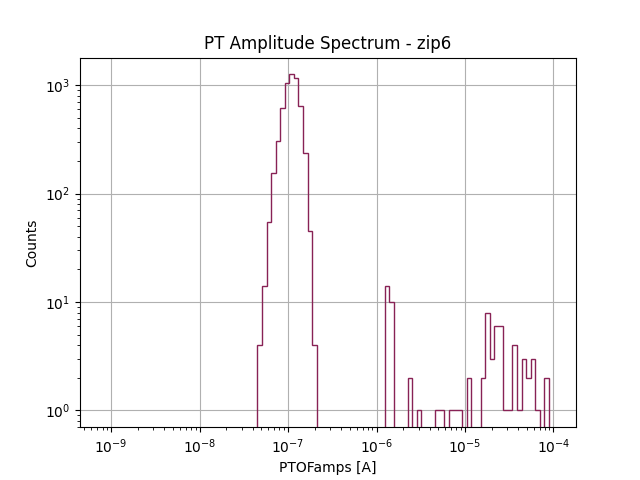 PT Amplitude Spectrum - zip6
10³
10²
10¹
10⁰
Counts
10⁻⁹ 10⁻⁸ 10⁻⁷ 10⁻⁶ 10⁻⁵ 10⁻⁴
PTOFamps [A]